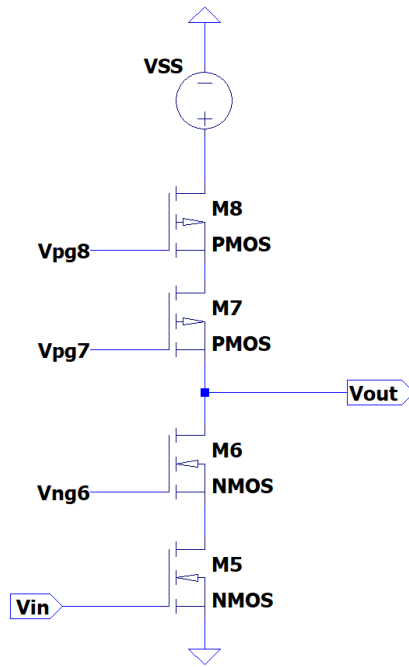 VSS
M8
Vpg8
PMOS
M7
Vpg7
PMOS
Vout
M6
Vng6
NMOS
M5
Vin
NMOS